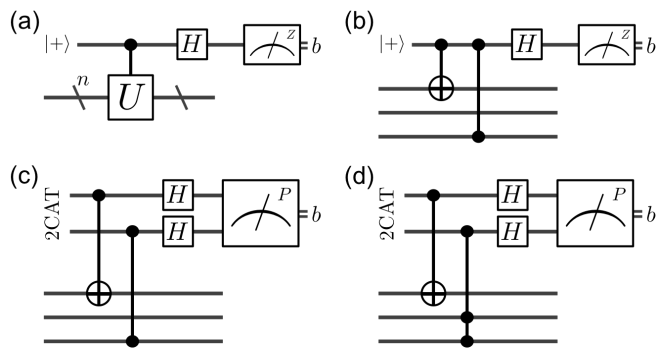 (a)
|+⟩ H Z b
n
U
(b)
|+⟩ H Z b
(c)
2CAT H P b
H
(d)
2CAT H P b
H